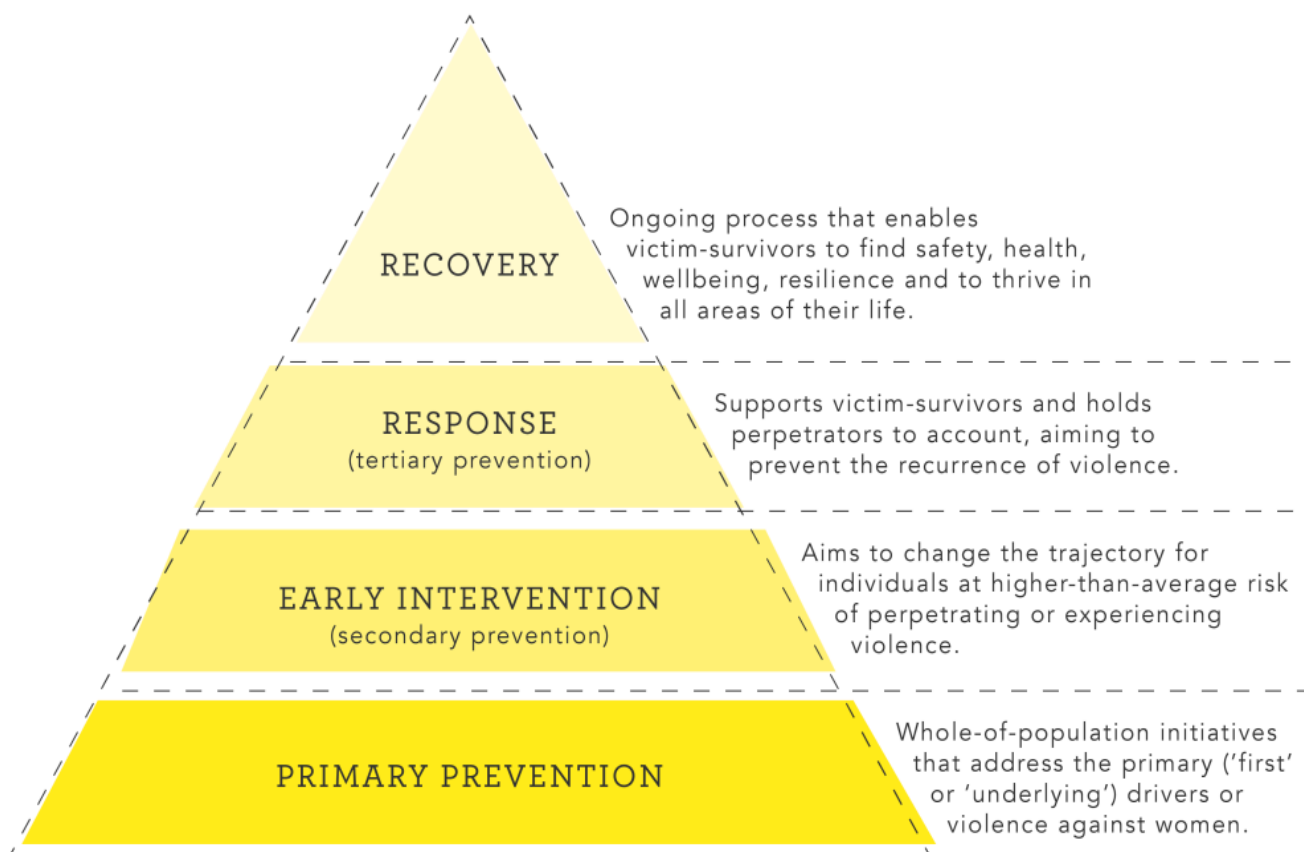 RECOVERY
Ongoing process that enables
victim-survivors to find safety, health,
wellbeing, resilience and to thrive in
all areas of their life.
RESPONSE
(tertiary prevention)
Supports victim-survivors and holds
perpetrators to account, aiming to
prevent the recurrence of violence.
EARLY INTERVENTION
(secondary prevention)
Aims to change the trajectory for
individuals at higher-than-average risk
of perpetrating or experiencing
violence.
PRIMARY PREVENTION
Whole-of-population initiatives
that address the primary (‘first’
or ‘underlying’) drivers or
violence against women.